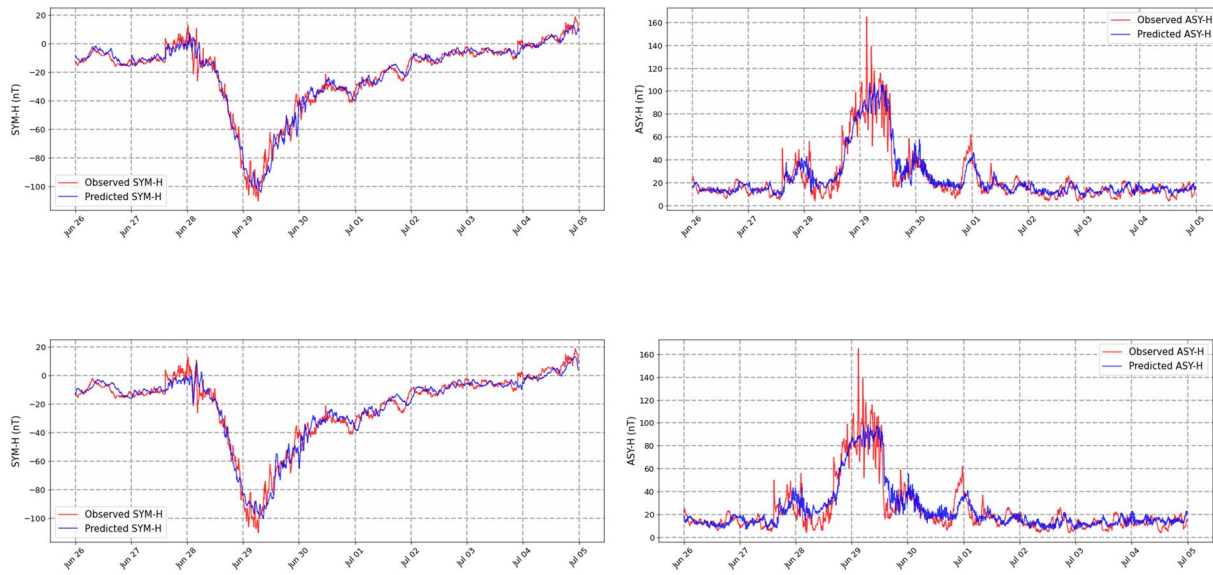 20
0
−20
−40
−60
−80
−100
SYM-H (nT)
Observed SYM-H
Predicted SYM-H
Jun 26
Jun 27
Jun 28
Jun 29
Jun 30
Jul 01
Jul 02
Jul 03
Jul 04
Jul 05
160
140
120
100
80
60
40
20
0
ASY-H (nT)
Observed ASY-H
Predicted ASY-H
Jun 26
Jun 27
Jun 28
Jun 29
Jun 30
Jul 01
Jul 02
Jul 03
Jul 04
Jul 05
20
0
−20
−40
−60
−80
−100
SYM-H (nT)
Observed SYM-H
Predicted SYM-H
Jun 26
Jun 27
Jun 28
Jun 29
Jun 30
Jul 01
Jul 02
Jul 03
Jul 04
Jul 05
160
140
120
100
80
60
40
20
0
ASY-H (nT)
Observed ASY-H
Predicted ASY-H
Jun 26
Jun 27
Jun 28
Jun 29
Jun 30
Jul 01
Jul 02
Jul 03
Jul 04
Jul 05